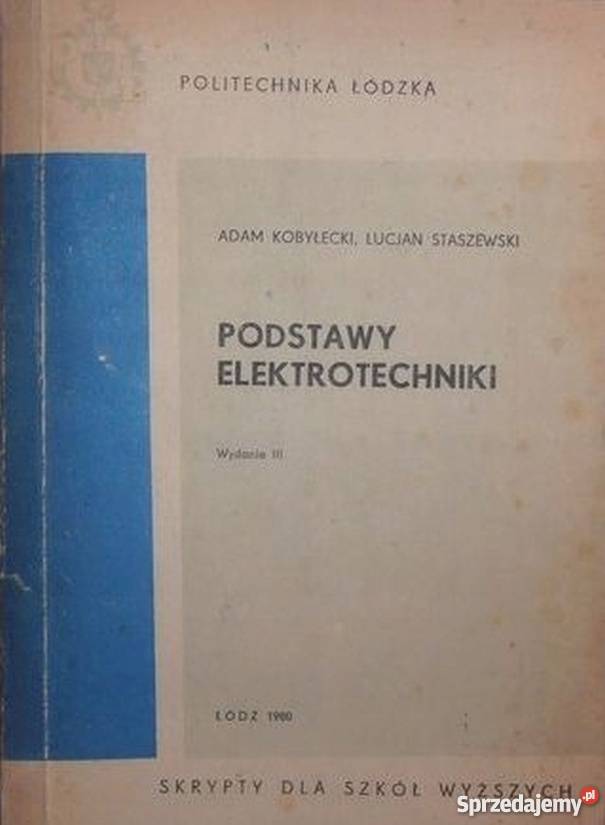 POLITECHNIKA ŁÓDZKA
ADAM KOBYŁECKI, LUCJAN STASZEWSKI
PODSTAWY
ELEKTROTECHNIKI
Wydanie III
ŁÓDŹ 1980
SKRYPTY DLA SZKÓŁ WYŻSZYCH
Sprzedajemy.pl